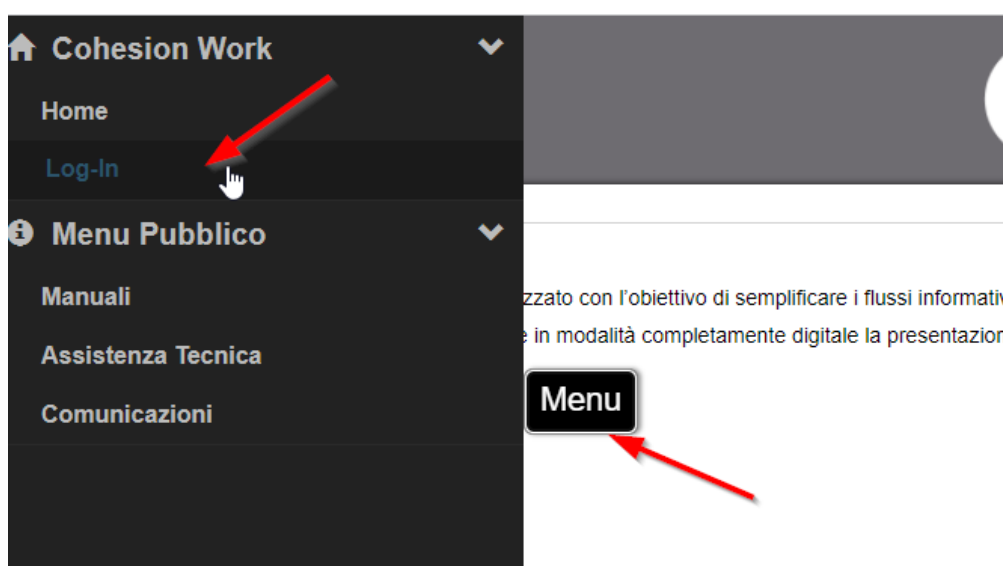 Cohesion Work
Home
Log-In
Menu Pubblico
Manuali
Assistenza Tecnica
Comunicazioni
zzato con l'obiettivo di semplificare i flussi informativ
e in modalità completamente digitale la presentazion
Menu